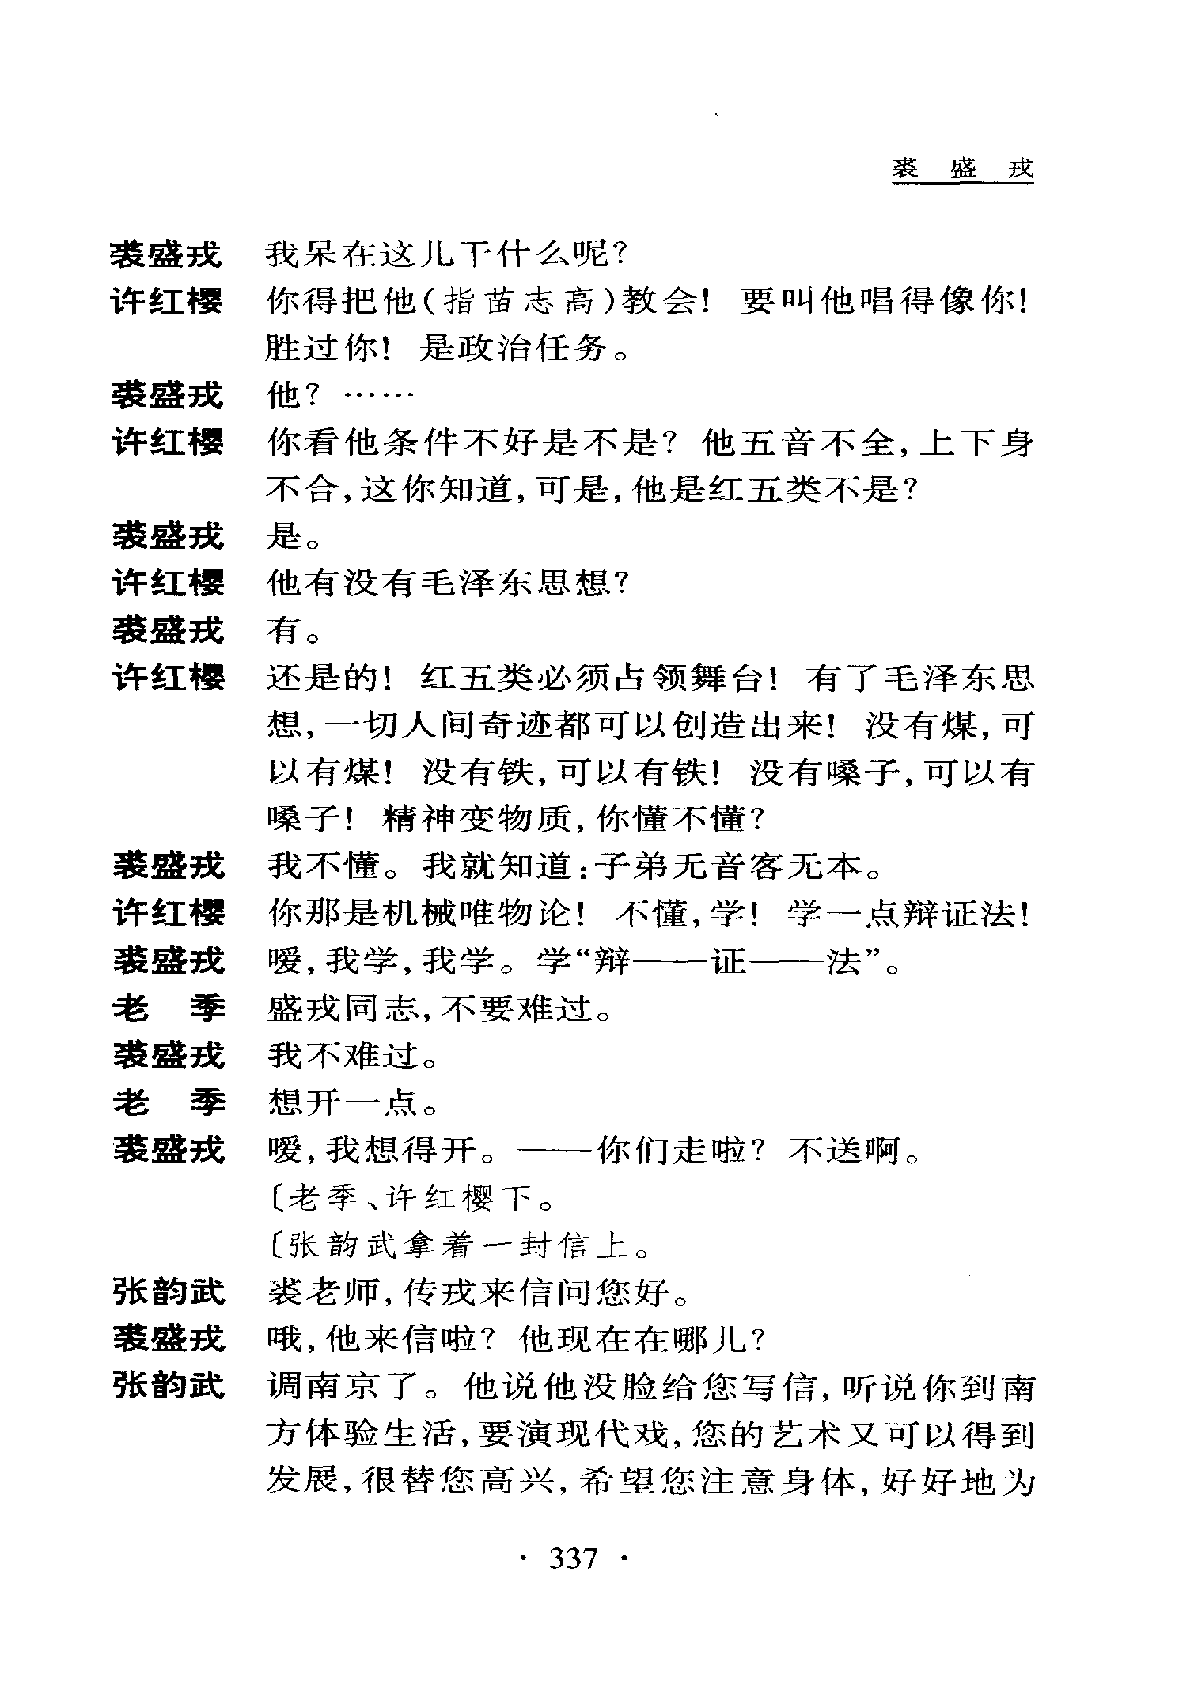 裘 盛 戎
裘盛戎 我呆在这儿干什么呢?
许红樱 你得把他(指苗志高)教会! 要叫他唱得像你!
胜过你! 是政治任务。
裘盛戎 他? ……
许红樱 你看他条件不好是不是? 他五音不全,上下身
不合,这你知道,可是,他是红五类不是?
裘盛戎 是。
许红樱 他有没有毛泽东思想?
裘盛戎 有。
许红樱 还是的! 红五类必须占领舞台! 有了毛泽东思
想,一切人间奇迹都可以创造出来! 没有煤,可
以有煤! 没有铁,可以有铁! 没有嗓子,可以有
嗓子! 精神变物质,你懂不懂?
裘盛戎 我不懂。我就知道:子弟无音客无本。
许红樱 你那是机械唯物论! 不懂,学! 学一点辩证法!
裘盛戎 嗳,我学,我学。学“辩——证——法”。
老 季 盛戎同志,不要难过。
裘盛戎 我不难过。
老 季 想开一点。
裘盛戎 嗳,我想得开。——你们走啦? 不送啊。
〔老季、许红樱下。
〔张韵武拿着一封信上。
张韵武 裘老师,传戎来信问您好。
裘盛戎 哦,他来信啦? 他现在在哪儿?
张韵武 调南京了。他说他没脸给您写信,听说你到南
方体验生活,要演现代戏,您的艺术又可以得到
发展,很替您高兴,希望您注意身体,好好地为
· 337 ·